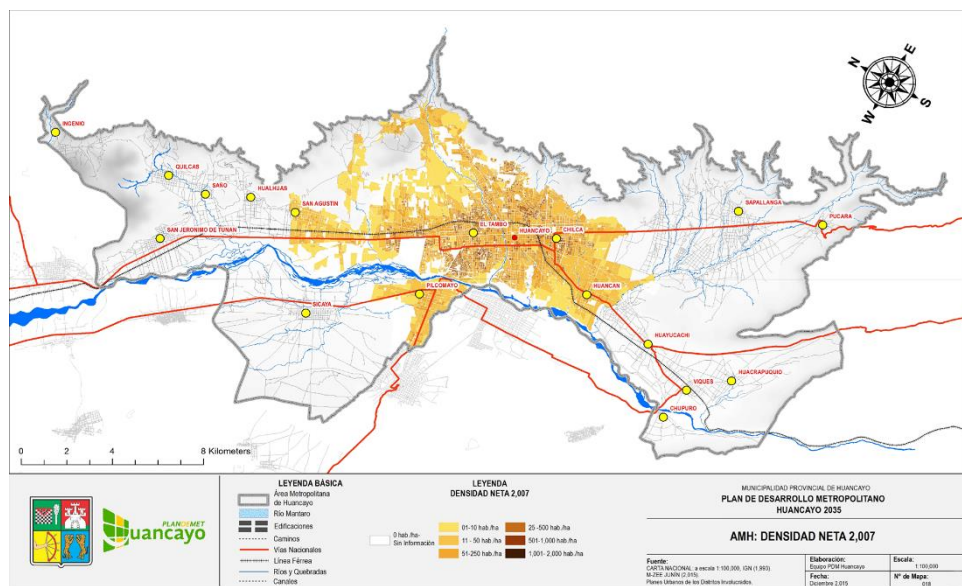 N
E
W
S
INGENIO
QUILCAS
SAÑO
HUALHUAS
SAN AGUSTIN
SAN JERONIMO DE TUNAN
EL TAMBO
HUANCAYO
CHILCA
SAPALLANGA
PUCARA
SICAYA
PILCOMAYO
HUANCAN
HUAYUCACHI
HUACRAPUQUIO
VIQUES
CHUPURO
0 2 4 8 Kilometers
PLANDEMET
Huancayo
LEYENDA BÁSICA
Área Metropolitana
de Huancayo
Río Mantaro
Edificaciones
Caminos
Vías Nacionales
Línea Férrea
Ríos y Quebradas
Canales
LEYENDA
DENSIDAD NETA 2,007
0 hab./ha-
Sin Información
01-10 hab./ha
11 - 50 hab./ha
51-250 hab./ha
25 -500 hab./ha
501-1,000 hab./ha
1,001- 2,000 hab./ha
MUNICIPALIDAD PROVINCIAL DE HUANCAYO
PLAN DE DESARROLLO METROPOLITANO
HUANCAYO 2035
AMH: DENSIDAD NETA 2,007
Fuente:
CARTA NACIONAL, a escala 1:100,000, IGN (1,993)
M-ZEE JUNÍN (2,015)
Planes Urbanos de los Distritos Involucrados.
Elaboración:
Equipo PDM Huancayo
Escala:
1:100,000
Fecha:
Diciembre 2,015
N° de Mapa: